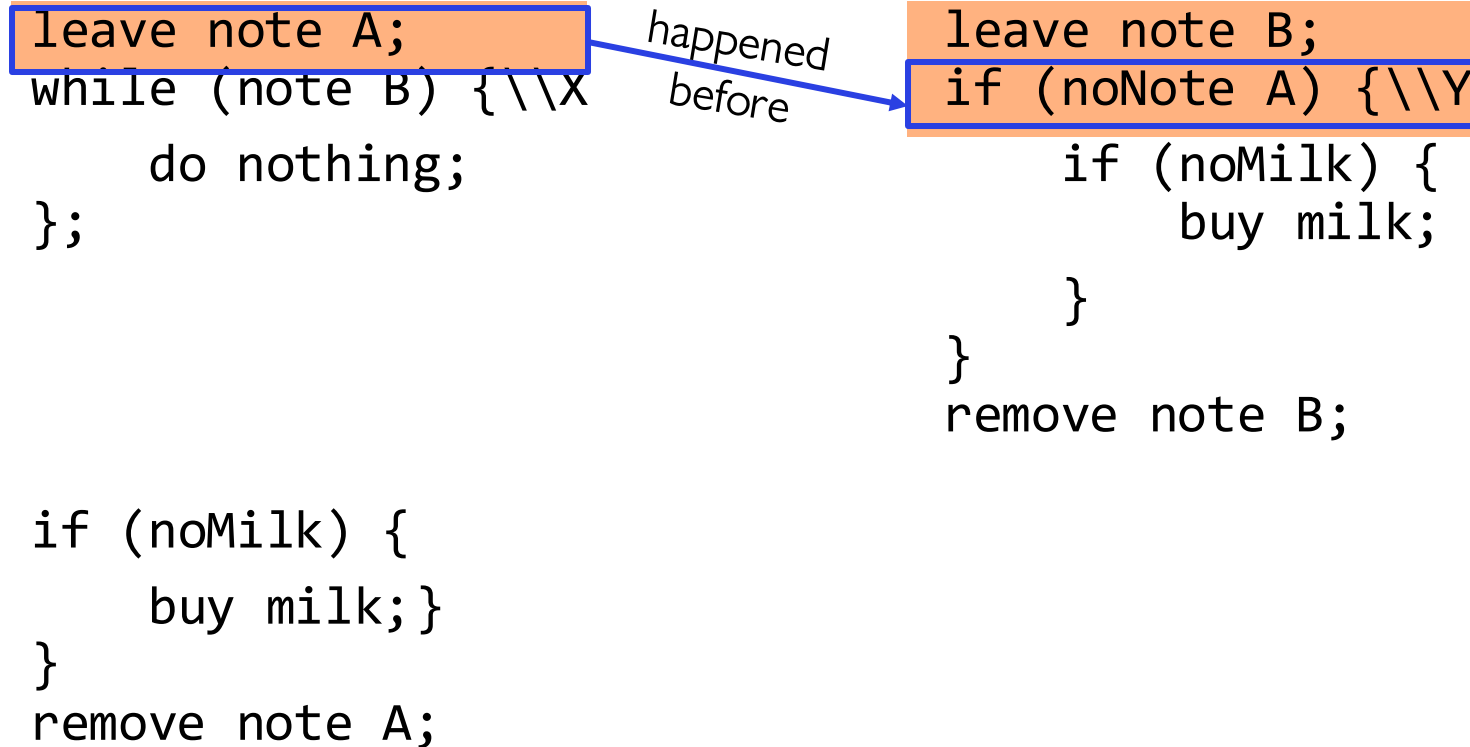 leave note A;
while (note B) {\\X
do nothing;
};
if (noMilk) {
buy milk;}
}
remove note A;
happened
before
leave note B;
if (noNote A) {\\Y
if (noMilk) {
buy milk;
}
}
remove note B;